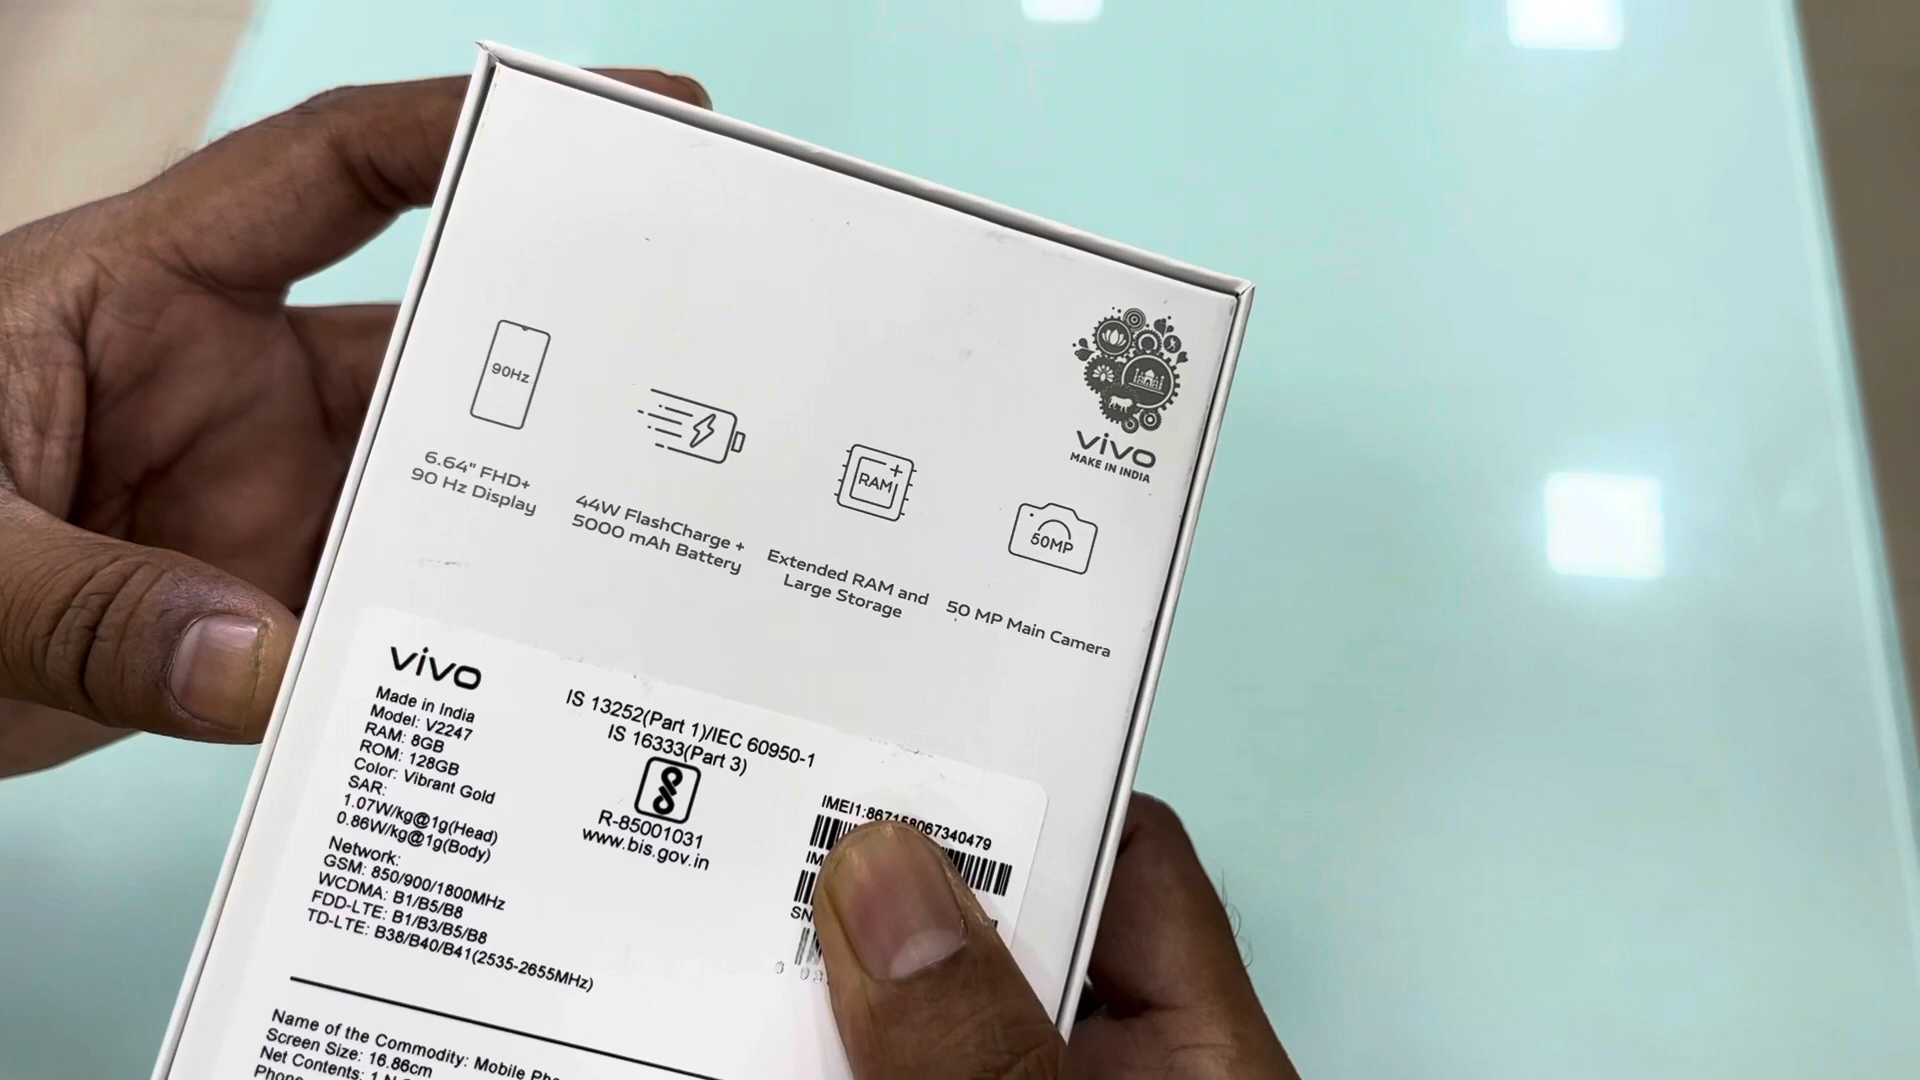 90Hz
6.64" FHD+
90 Hz Display
44W FlashCharge +
5000 mAh Battery
RAM
Extended RAM and
Large Storage
50MP
50 MP Main Camera
vivo
MAKE IN INDIA
vivo
Made in India
Model: V2247
RAM: 8GB
ROM: 128GB
Color: Vibrant Gold
SAR:
1.07W/kg@1g(Head)
0.86W/kg@1g(Body)
Network:
GSM: 850/900/1800MHz
WCDMA: B1/B5/B8
FDD-LTE: B1/B3/B5/B8
TD-LTE: B38/B40/B41(2535-2655MHz)
IS 13252(Part 1)/IEC 60950-1
IS 16333(Part 3)
R-85001031
www.bis.gov.in
IMEI1:867158067340479
SN
Name of the Commodity: Mobile
Screen Size: 16.86cm
Net Contents: 1